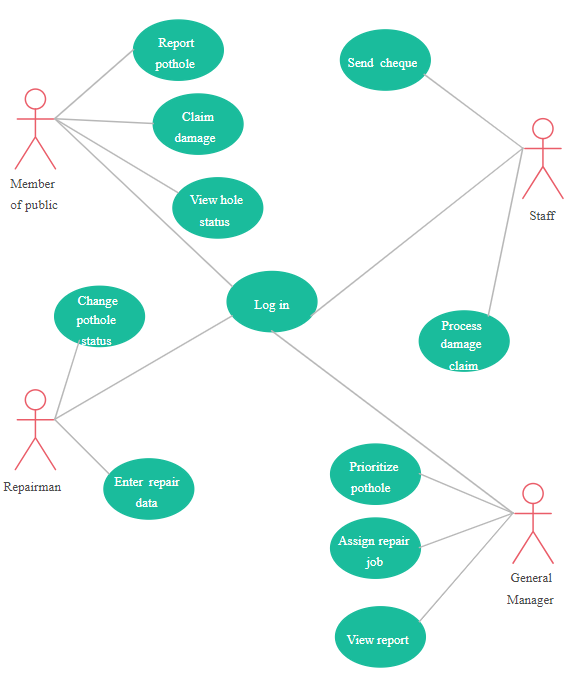 Report
pothole
Send cheque
Claim
damage
Member
of public
View hole
status
Staff
Log in
Change
pothole
status
Process
damage
claim
Prioritize
pothole
Repairman
Enter repair
data
Assign repair
job
General
Manager
View report